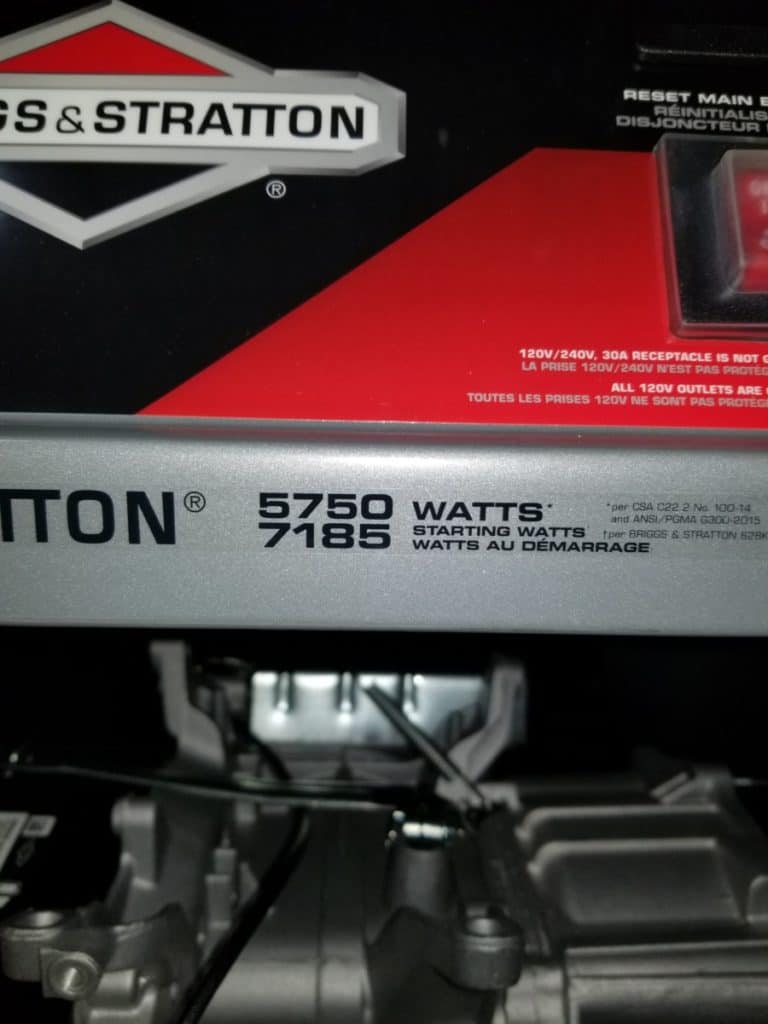 GS & STRATTON
®
RESET MAIN
RÉINITIALIS
DISJONCTEUR
120V/240V, 30A RECEPTACLE IS NOT
LA PRISE 120V/240V N'EST PAS PROTÉG
ALL 120V OUTLETS ARE
TOUTES LES PRISES 120V NE SONT PAS PROTÉG
TTON®
5750 WATTS*
7185 STARTING WATTS†
WATTS AU DÉMARRAGE
*per CSA C22.2 No. 100-14
and ANSI/PGMA G300-2015
†per BRIGGS & STRATTON 628K